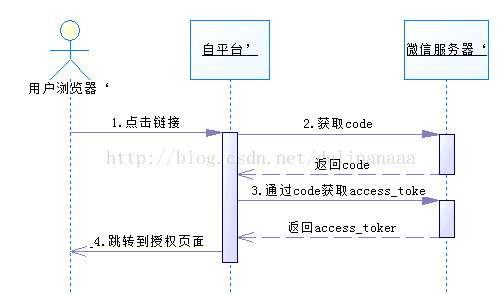 自平台’
微信服务器‘
用户浏览器‘
1.点击链接
2.获取code
http://blog.csdn.net/dulinanaaa
返回code
3.通过code获取access_toke
返回access_toker
4.跳转到授权页面